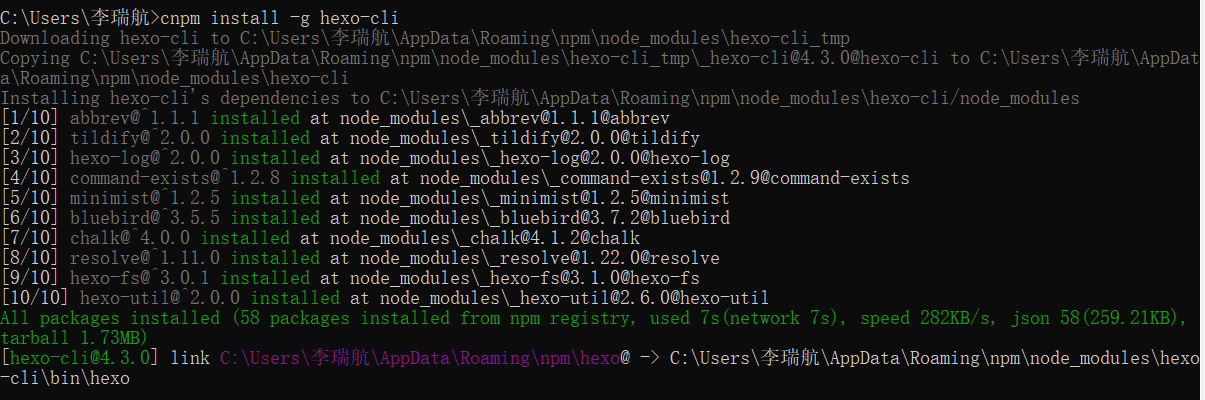 C:\Users\李瑞航>cnpm install -g hexo-cli
Downloading hexo-cli to C:\Users\李瑞航\AppData\Roaming\npm\node_modules\hexo-cli_tmp
Copying C:\Users\李瑞航\AppData\Roaming\npm\node_modules\hexo-cli_tmp\_hexo-cli@4.3.0@hexo-cli to C:\Users\李瑞航\AppDat
a\Roaming\npm\node_modules\hexo-cli
Installing hexo-cli's dependencies to C:\Users\李瑞航\AppData\Roaming\npm\node_modules\hexo-cli/node_modules
[1/10] abbrev@^1.1.1 installed at node_modules\_abbrev@1.1.1@abbrev
[2/10] tildify@^2.0.0 installed at node_modules\_tildify@2.0.0@tildify
[3/10] hexo-log@^2.0.0 installed at node_modules\_hexo-log@2.0.0@hexo-log
[4/10] command-exists@^1.2.8 installed at node_modules\_command-exists@1.2.9@command-exists
[5/10] minimist@^1.2.5 installed at node_modules\_minimist@1.2.5@minimist
[6/10] bluebird@^3.5.5 installed at node_modules\_bluebird@3.7.2@bluebird
[7/10] chalk@^4.0.0 installed at node_modules\_chalk@4.1.2@chalk
[8/10] resolve@^1.11.0 installed at node_modules\_resolve@1.22.0@resolve
[9/10] hexo-fs@^3.0.1 installed at node_modules\_hexo-fs@3.1.0@hexo-fs
[10/10] hexo-util@^2.0.0 installed at node_modules\_hexo-util@2.6.0@hexo-util
All packages installed (58 packages installed from npm registry, used 7s(network 7s), speed 282KB/s, json 58(259.21KB),
tarball 1.73MB)
[hexo-cli@4.3.0] link C:\Users\李瑞航\AppData\Roaming\npm\hexo@ -> C:\Users\李瑞航\AppData\Roaming\npm\node_modules\hexo
-cli\bin\hexo